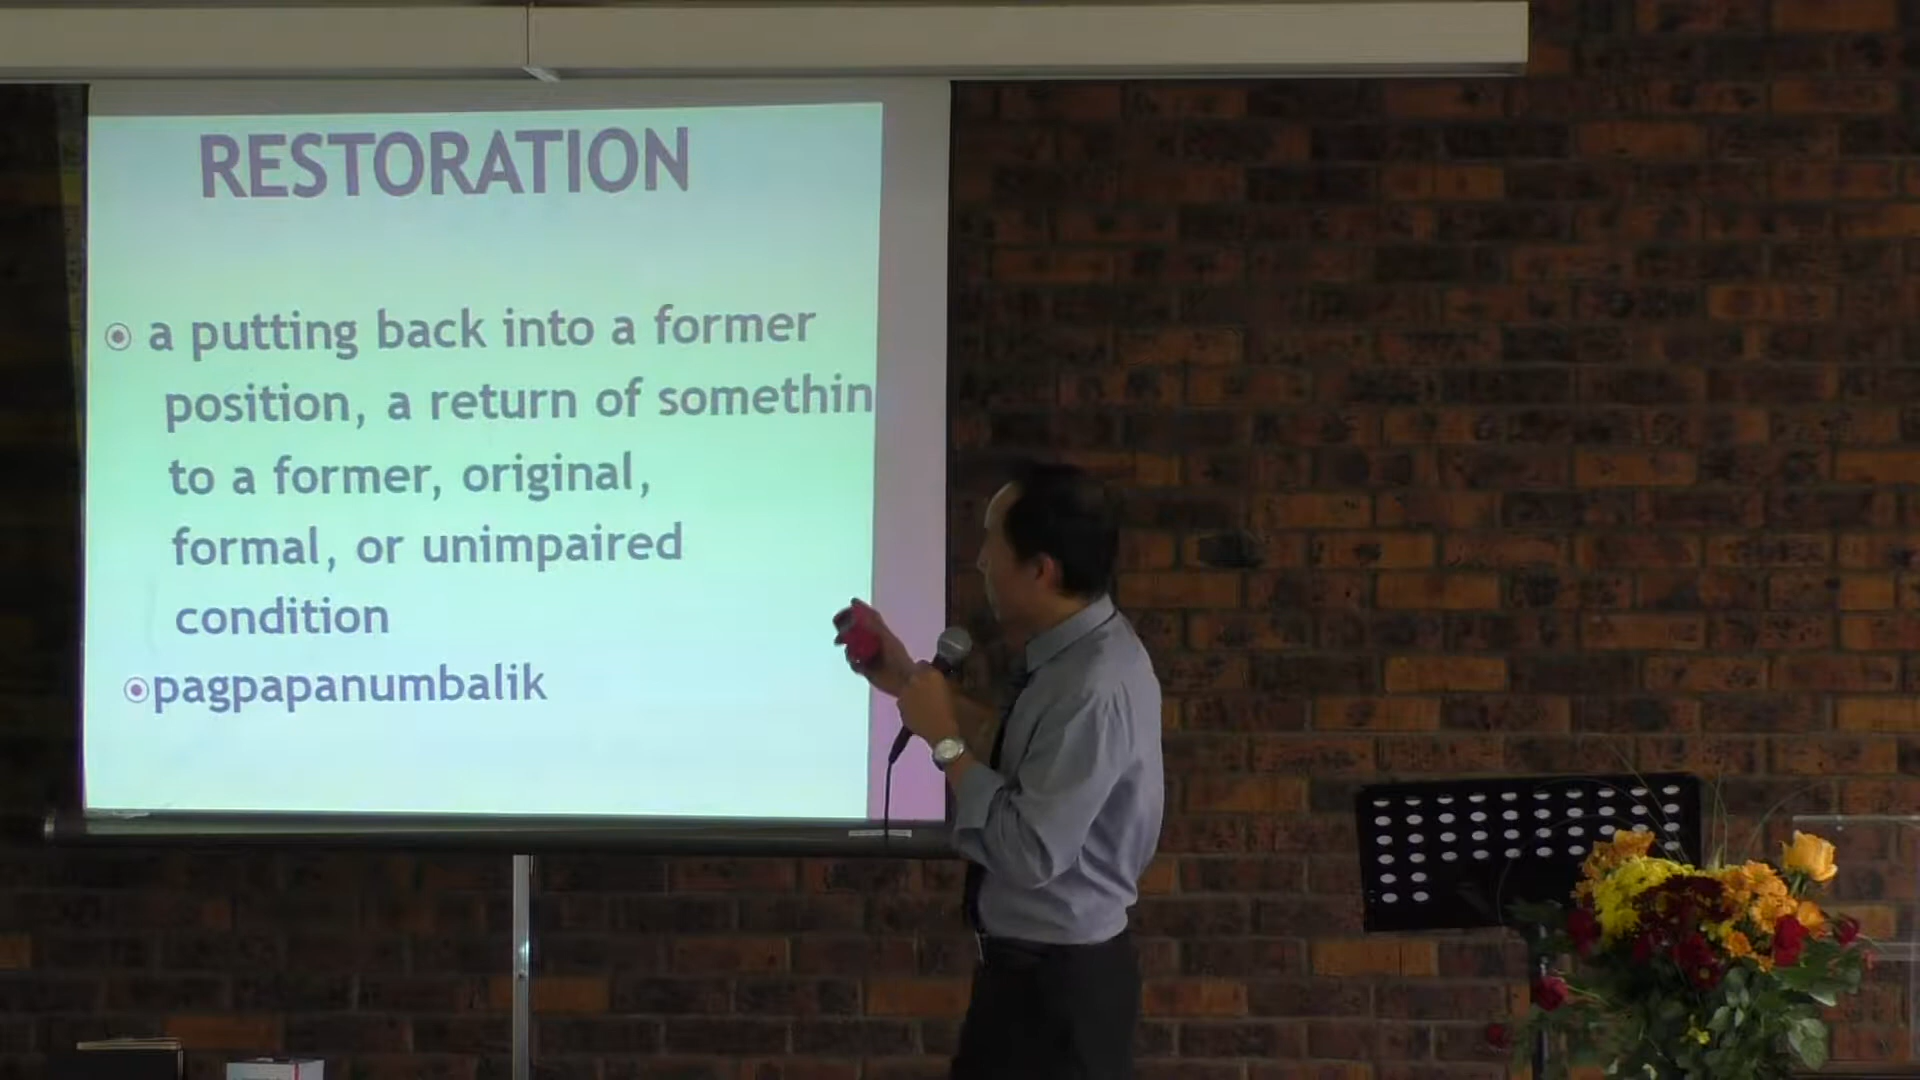 RESTORATION
a putting back into a former
position, a return of somethin
to a former, original,
formal, or unimpaired
condition
pagpapanumbalik